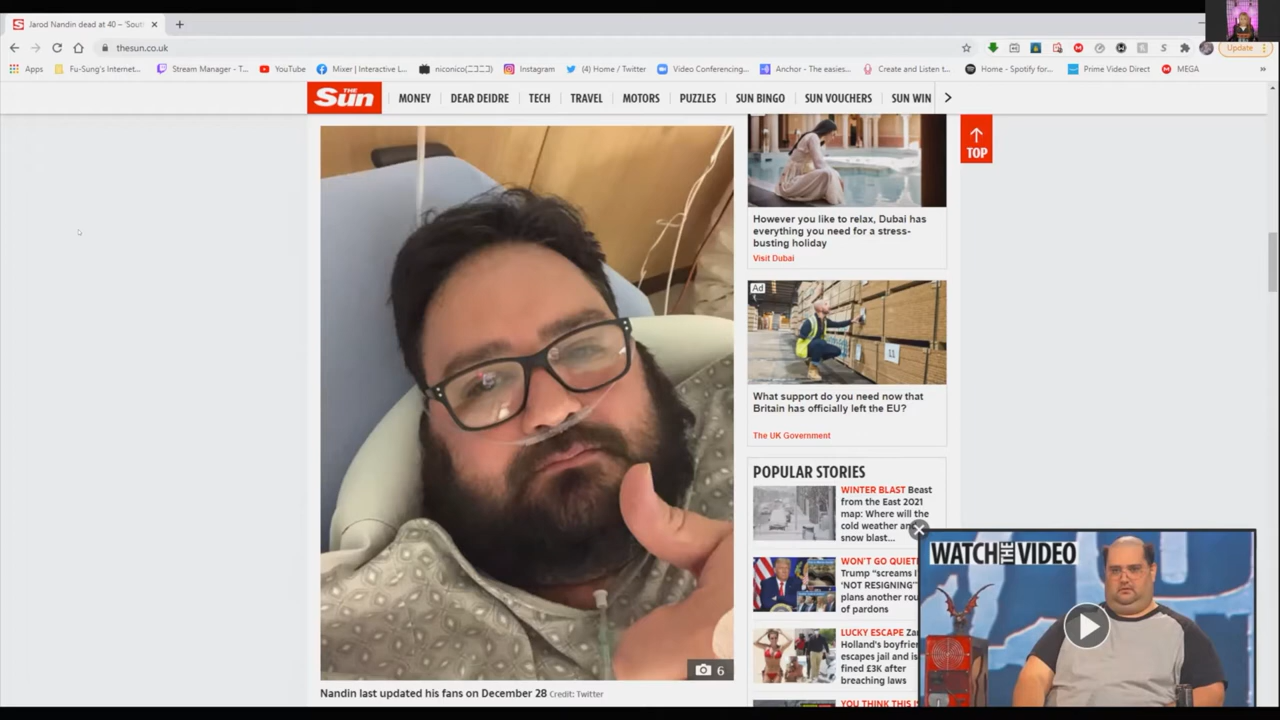 Jarod Nandin dead at 40 – 'Sout
thesun.co.uk
Update
Apps
Fu-Sung's Internet...
Stream Manager - T...
YouTube
Mixer | Interactive L...
niconico(ニコニコ)
Instagram
(4) Home / Twitter
Video Conferencing...
Anchor - The easies...
Create and Listen t...
Home - Spotify for...
Prime Video Direct
MEGA
THE Sun
MONEY
DEAR DEIDRE
TECH
TRAVEL
MOTORS
PUZZLES
SUN BINGO
SUN VOUCHERS
SUN WIN
TOP
However you like to relax, Dubai has
everything you need for a stress-
busting holiday
Visit Dubai
Ad
What support do you need now that
Britain has officially left the EU?
The UK Government
POPULAR STORIES
WINTER BLAST Beast
from the East 2021
map: Where will the
cold weather an
snow blast...
WON'T GO QUIET
Trump "screams I'
'NOT RESIGNING'"
plans another rou
of pardons
LUCKY ESCAPE Za
Holland's boyfrie
escapes jail and is
fined £3K after
breaching laws
YOU THINK THIS I
WATCH THE VIDEO
6
Nandin last updated his fans on December 28 Credit: Twitter